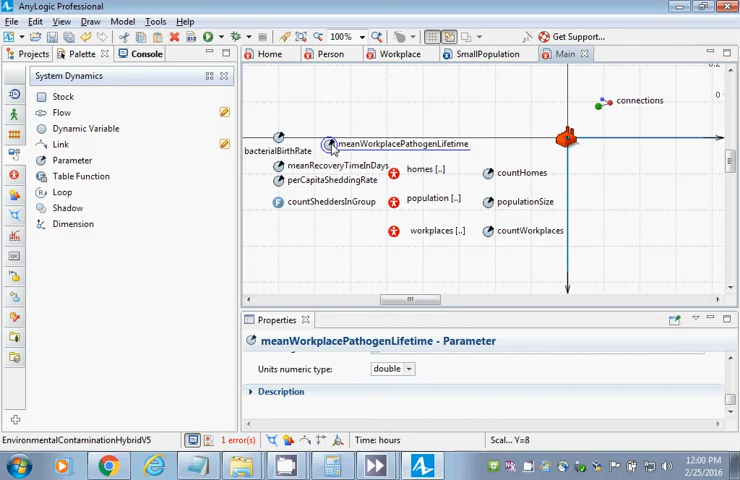 AnyLogic Professional
File Edit View Draw Model Tools Help
100% Get Support...
Projects Palette Console
Home Person Workplace SmallPopulation Main
System Dynamics
Stock
Flow
Dynamic Variable
Link
Parameter
Table Function
Loop
Shadow
Dimension
0.2
0
connections
bacterialBirthRate
meanWorkplacePathogenLifetime
meanRecoveryTimeInDays
perCapitaSheddingRate
countSheddersInGroup
homes [..]
population [..]
workplaces [..]
countHomes
populationSize
countWorkplaces
Properties
meanWorkplacePathogenLifetime - Parameter
Units numeric type: double
Description
EnvironmentalContaminationHybridV5 1 error(s) Time: hours Scal... Y=8
12:00 PM
2/25/2016